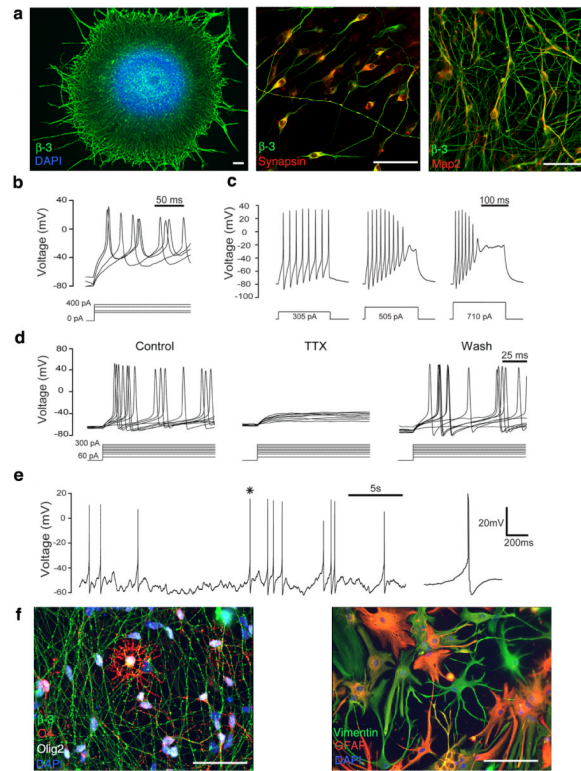 a
β-3
DAPI
β-3
Synapsin
β-3
Map2
b
50 ms
Voltage (mV)
40
0
-40
-80
400 pA
0 pA
c
100 ms
Voltage (mV)
40
0
-40
-80
-100
305 pA
505 pA
710 pA
d
Control
TTX
Wash
25 ms
Voltage (mV)
80
40
0
-40
-80
300 pA
60 pA
e
Voltage (mV)
20
0
-20
-40
-60
*
5s
20mV
200ms
f
β-3
O4
Olig2
DAPI
Vimentin
GFAP
DAPI